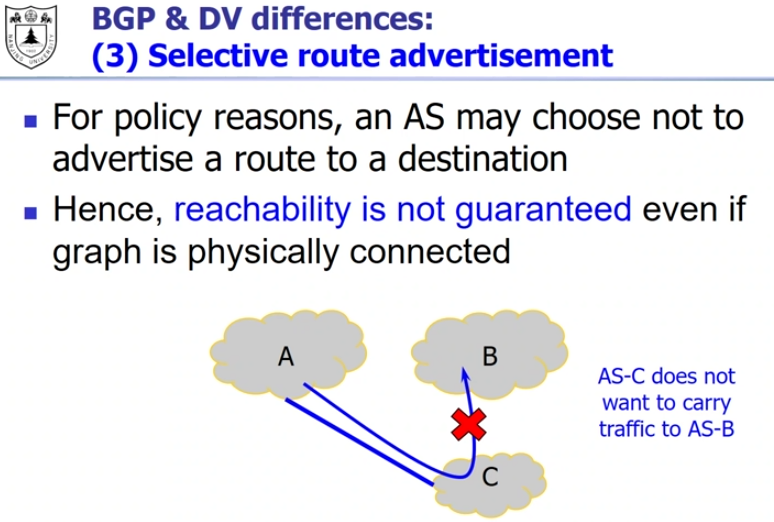 BGP & DV differences:
(3) Selective route advertisement
For policy reasons, an AS may choose not to
advertise a route to a destination
Hence, reachability is not guaranteed even if
graph is physically connected
A
B
AS-C does not
want to carry
traffic to AS-B
C